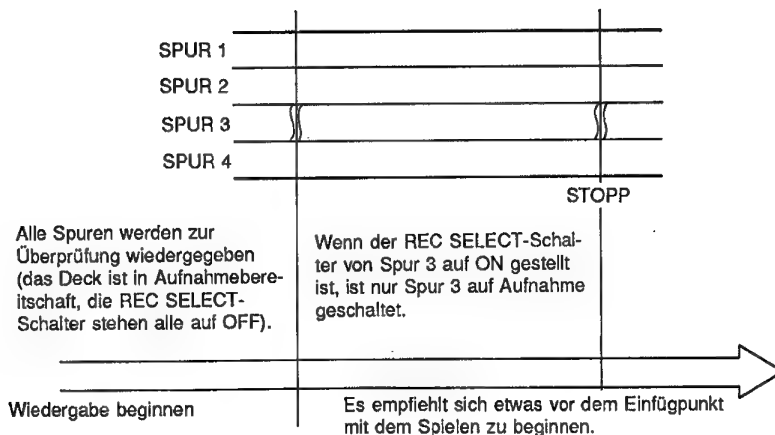 SPUR 1
SPUR 2
SPUR 3
SPUR 4
STOPP
Alle Spuren werden zur
Überprüfung wiedergegeben
(das Deck ist in Aufnahmebere-
itschaft, die REC SELECT-
Schalter stehen alle auf OFF).
Wenn der REC SELECT-Schal-
ter von Spur 3 auf ON gestellt
ist, ist nur Spur 3 auf Aufnahme
geschaltet.
Wiedergabe beginnen
Es empfiehlt sich etwas vor dem Einfügpunkt
mit dem Spielen zu beginnen.